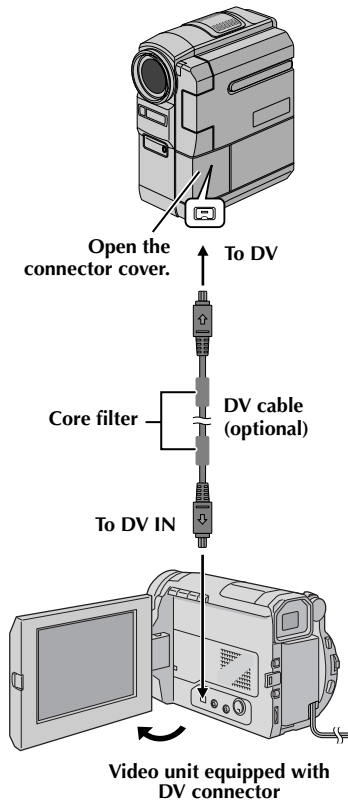 Open the
connector cover.
To DV
Core filter
DV cable
(optional)
To DV IN
Video unit equipped with
DV connector